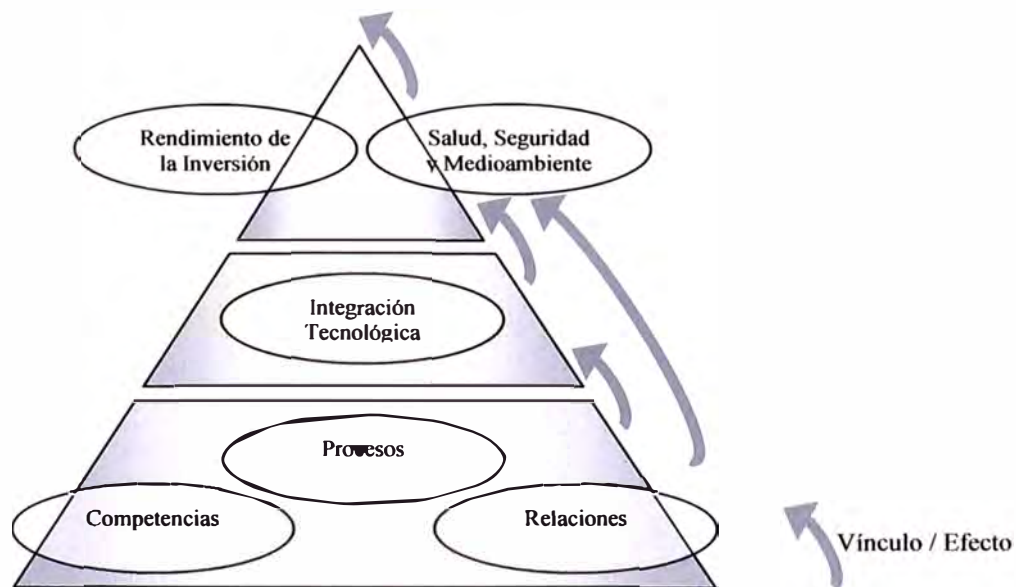 Rendimiento de
la Inversión
Salud, Seguridad
y Medioambiente
Integración
Tecnológica
Procesos
Competencias
Relaciones
Vínculo / Efecto